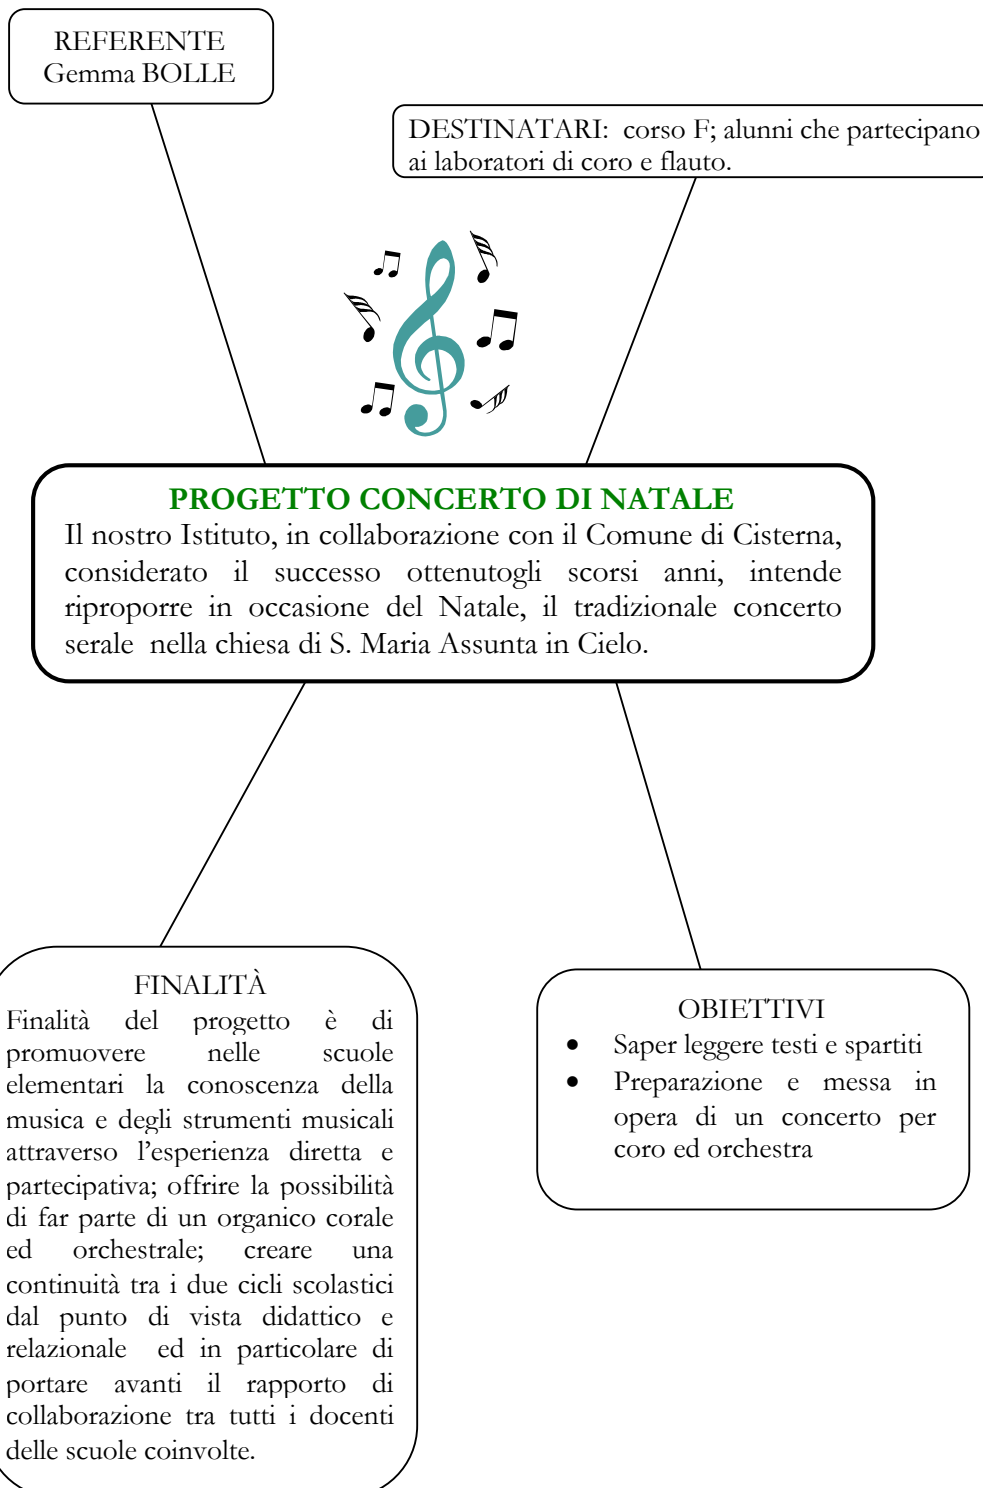 REFERENTE
Gemma BOLLE
DESTINATARI: corso F; alunni che partecipano
ai laboratori di coro e flauto.
PROGETTO CONCERTO DI NATALE
Il nostro Istituto, in collaborazione con il Comune di Cisterna,
considerato il successo ottenutogli scorsi anni, intende
riproporre in occasione del Natale, il tradizionale concerto
serale nella chiesa di S. Maria Assunta in Cielo.
FINALITÀ
Finalità del progetto è di
promuovere nelle scuole
elementari la conoscenza della
musica e degli strumenti musicali
attraverso l’esperienza diretta e
partecipativa; offrire la possibilità
di far parte di un organico corale
ed orchestrale; creare una
continuità tra i due cicli scolastici
dal punto di vista didattico e
relazionale ed in particolare di
portare avanti il rapporto di
collaborazione tra tutti i docenti
delle scuole coinvolte.
OBIETTIVI
• Saper leggere testi e spartiti
• Preparazione e messa in
opera di un concerto per
coro ed orchestra